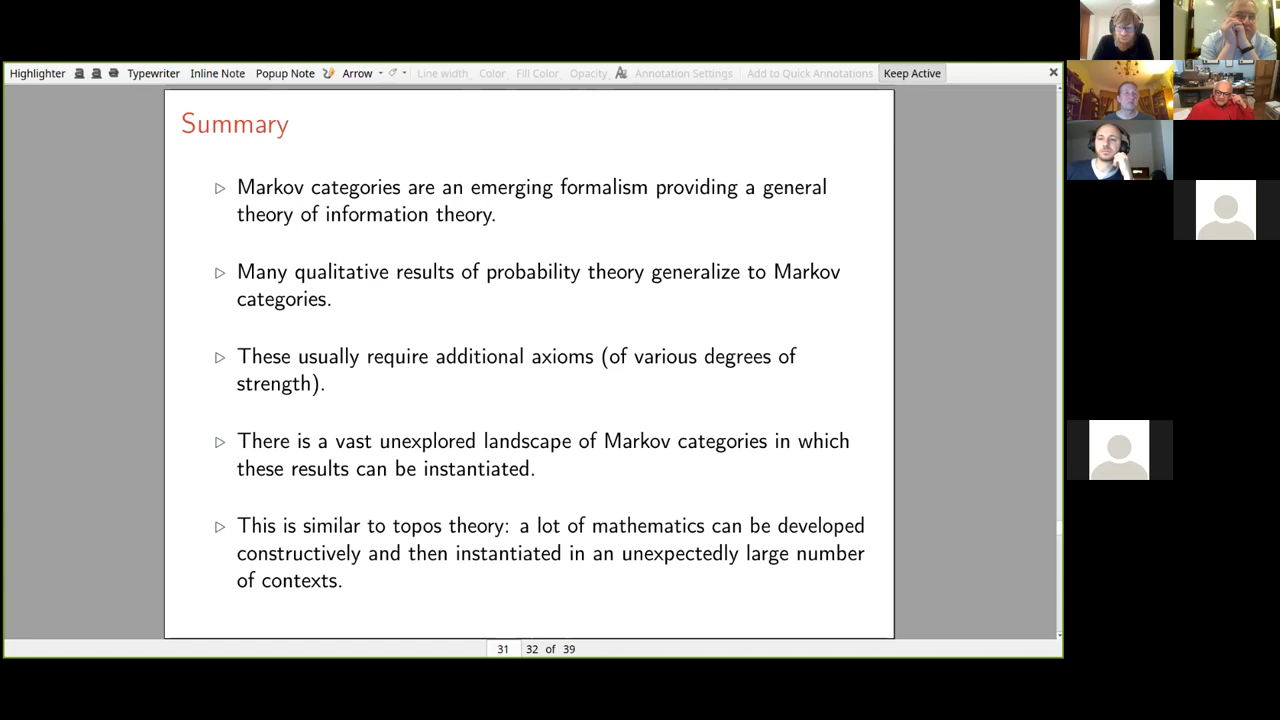 Highlighter Typewriter Inline Note Popup Note Arrow Line width Color Fill Color Opacity Annotation Settings Add to Quick Annotations Keep Active
Summary
Markov categories are an emerging formalism providing a general
theory of information theory.
Many qualitative results of probability theory generalize to Markov
categories.
These usually require additional axioms (of various degrees of
strength).
There is a vast unexplored landscape of Markov categories in which
these results can be instantiated.
This is similar to topos theory: a lot of mathematics can be developed
constructively and then instantiated in an unexpectedly large number
of contexts.
31 32 of 39